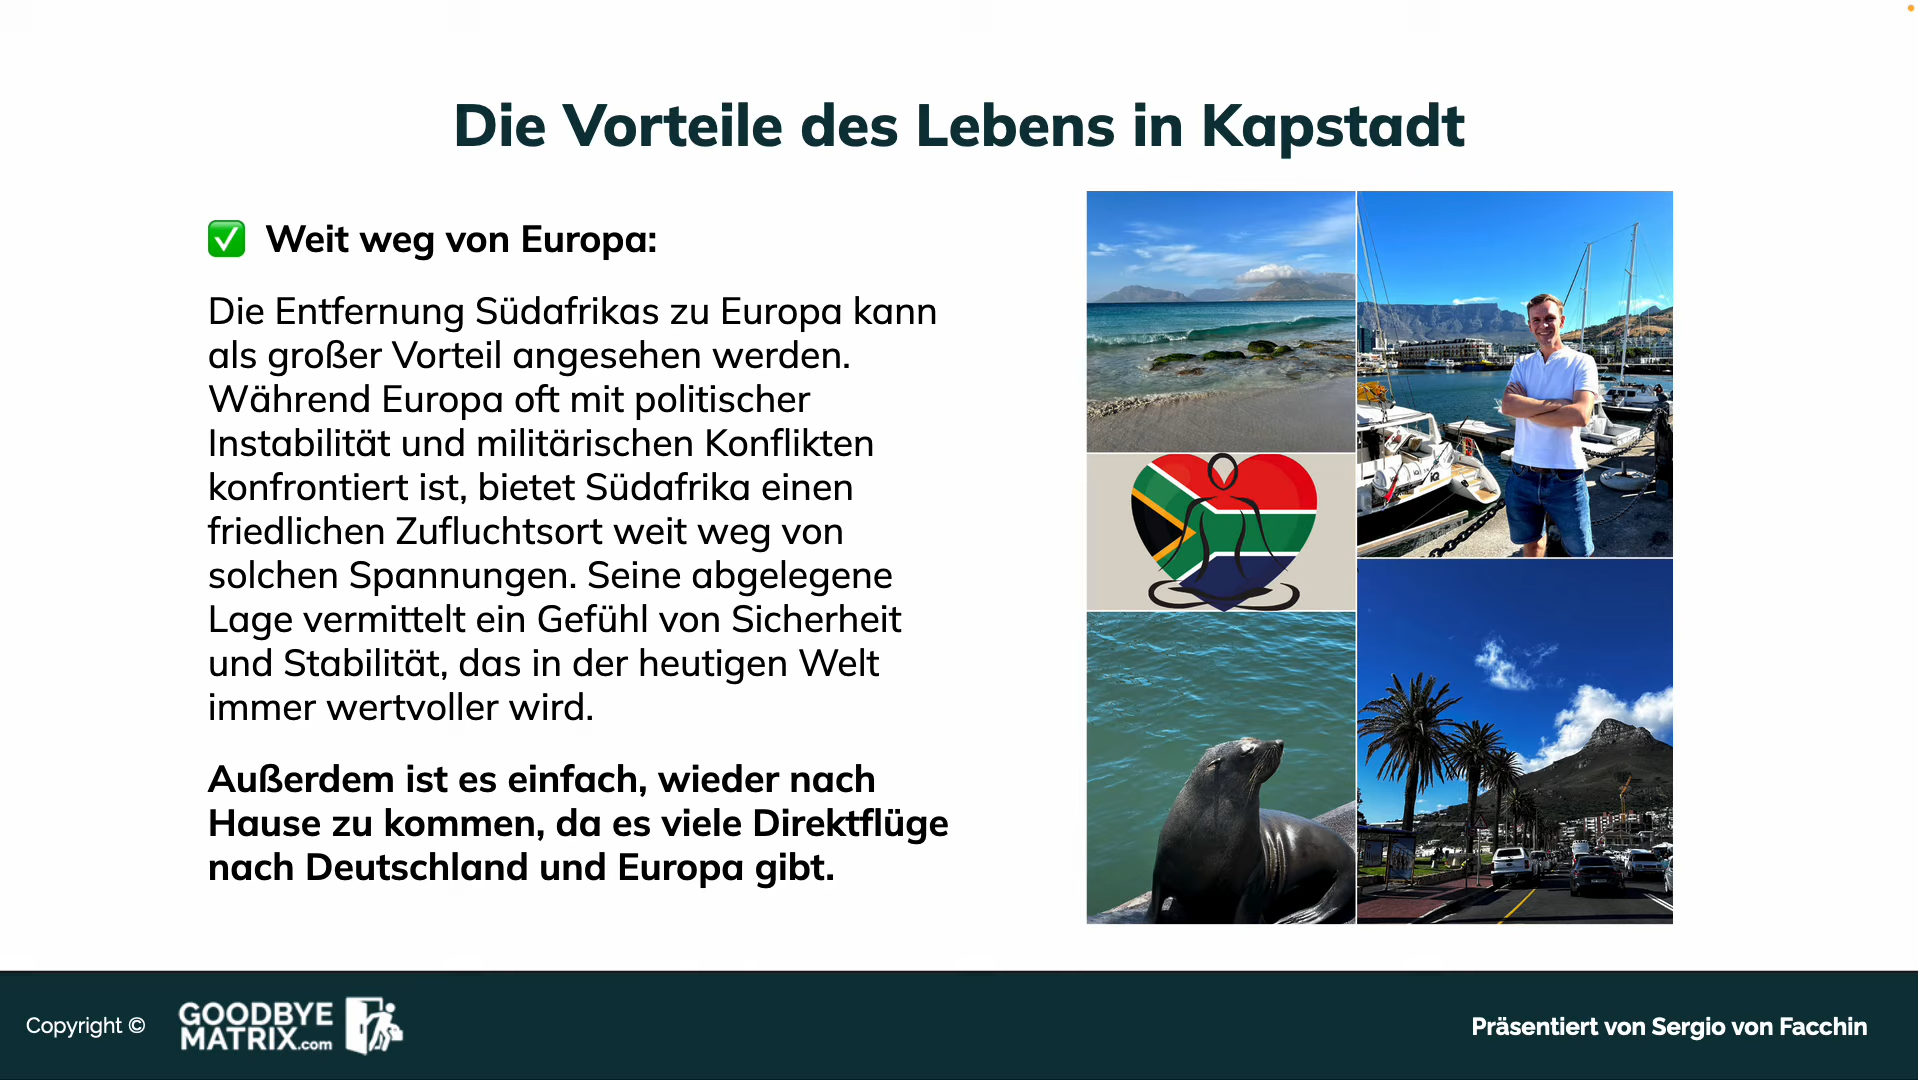 Die Vorteile des Lebens in Kapstadt
✅ Weit weg von Europa:
Die Entfernung Südafrikas zu Europa kann
als großer Vorteil angesehen werden.
Während Europa oft mit politischer
Instabilität und militärischen Konflikten
konfrontiert ist, bietet Südafrika einen
friedlichen Zufluchtsort weit weg von
solchen Spannungen. Seine abgelegene
Lage vermittelt ein Gefühl von Sicherheit
und Stabilität, das in der heutigen Welt
immer wertvoller wird.
Außerdem ist es einfach, wieder nach
Hause zu kommen, da es viele Direktflüge
nach Deutschland und Europa gibt.
Copyright ©
GOODBYE
MATRIX.com
Präsentiert von Sergio von Facchin